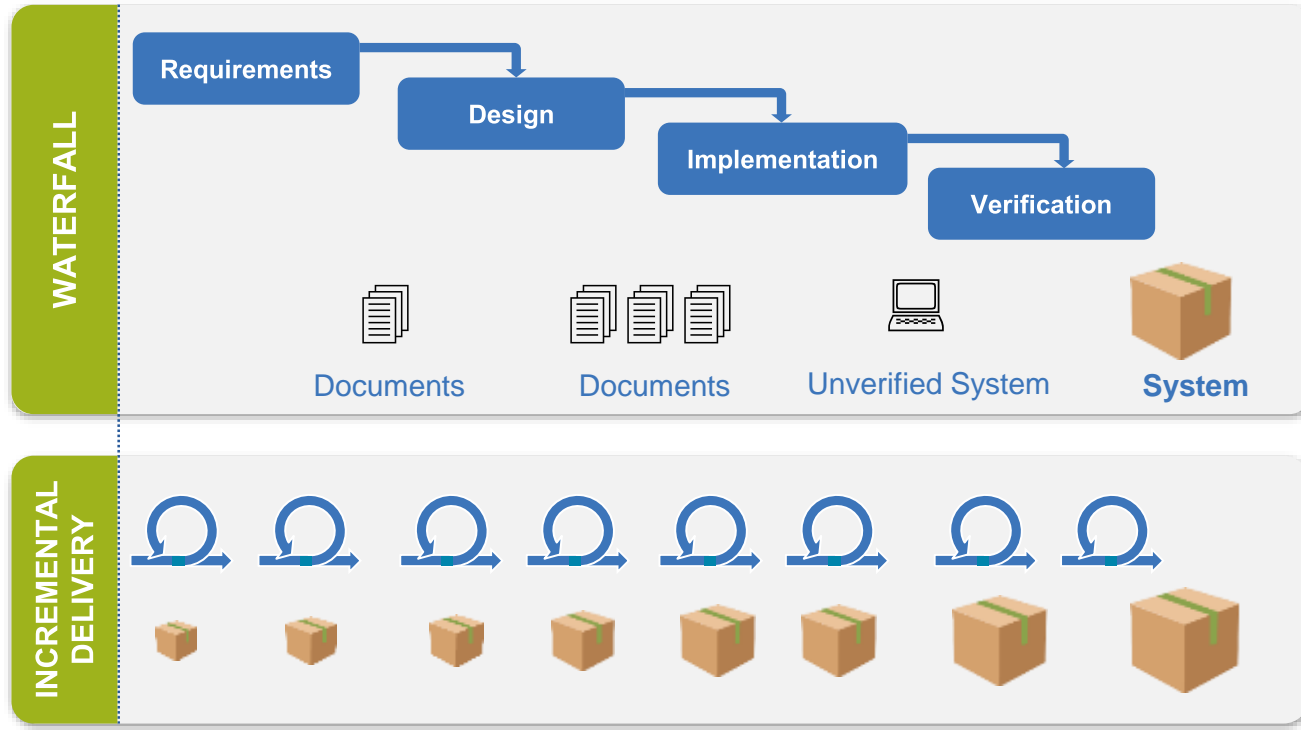 WATERFALL
Requirements
Design
Implementation
Verification
Documents
Documents
Unverified System
System
INCREMENTAL
DELIVERY